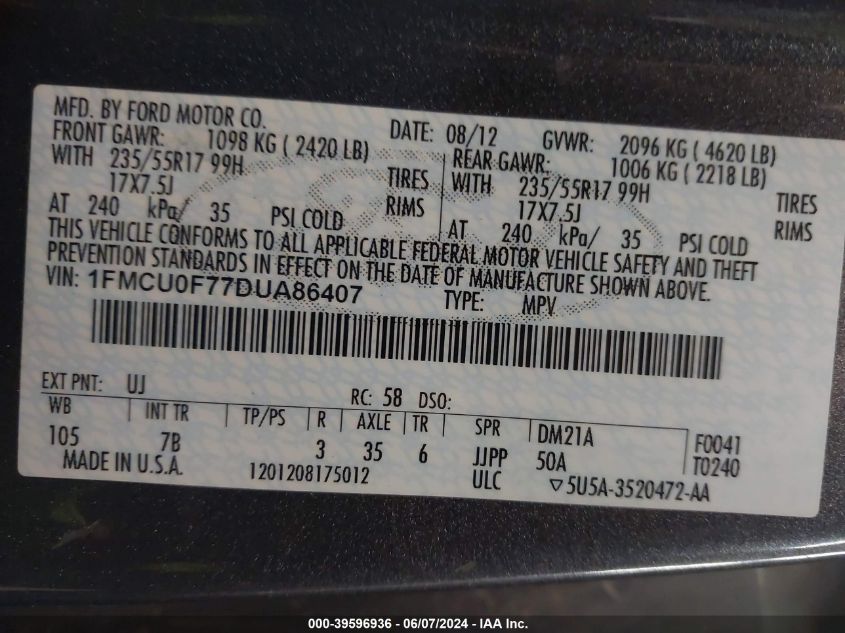 MFD. BY FORD MOTOR CO.
DATE: 08/12 GVWR: 2096 KG ( 4620 LB)
FRONT GAWR: 1098 KG ( 2420 LB) REAR GAWR: 1006 KG ( 2218 LB)
WITH 235/55R17 99H TIRES WITH 235/55R17 99H TIRES
17X7.5J RIMS 17X7.5J RIMS
AT 240 kPa/ 35 PSI COLD AT 240 kPa/ 35 PSI COLD
THIS VEHICLE CONFORMS TO ALL APPLICABLE FEDERAL MOTOR VEHICLE SAFETY AND THEFT
PREVENTION STANDARDS IN EFFECT ON THE DATE OF MANUFACTURE SHOWN ABOVE.
VIN: 1FMCU0F77DUA86407 TYPE: MPV
EXT PNT: UJ RC: 58 DSO:
WB INT TR TP/PS R AXLE TR SPR DM21A F0041
105 7B 3 35 6 JJPP 50A T0240
MADE IN U.S.A. 1201208175012 ULC ▽5U5A-3520472-AA
000-39596936 - 06/07/2024 - IAA Inc.